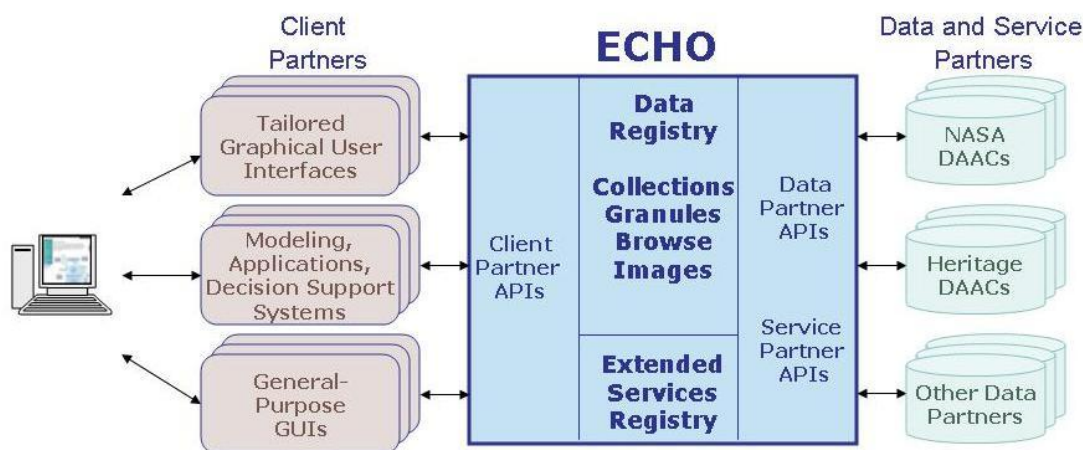 Client
Partners
ECHO
Data and Service
Partners
Tailored
Graphical User
Interfaces
Modeling,
Applications,
Decision Support
Systems
General-
Purpose
GUIs
Client
Partner
APIs
Data
Registry
Collections
Granules
Browse
Images
Extended
Services
Registry
Data
Partner
APIs
Service
Partner
APIs
NASA
DAACs
Heritage
DAACs
Other Data
Partners